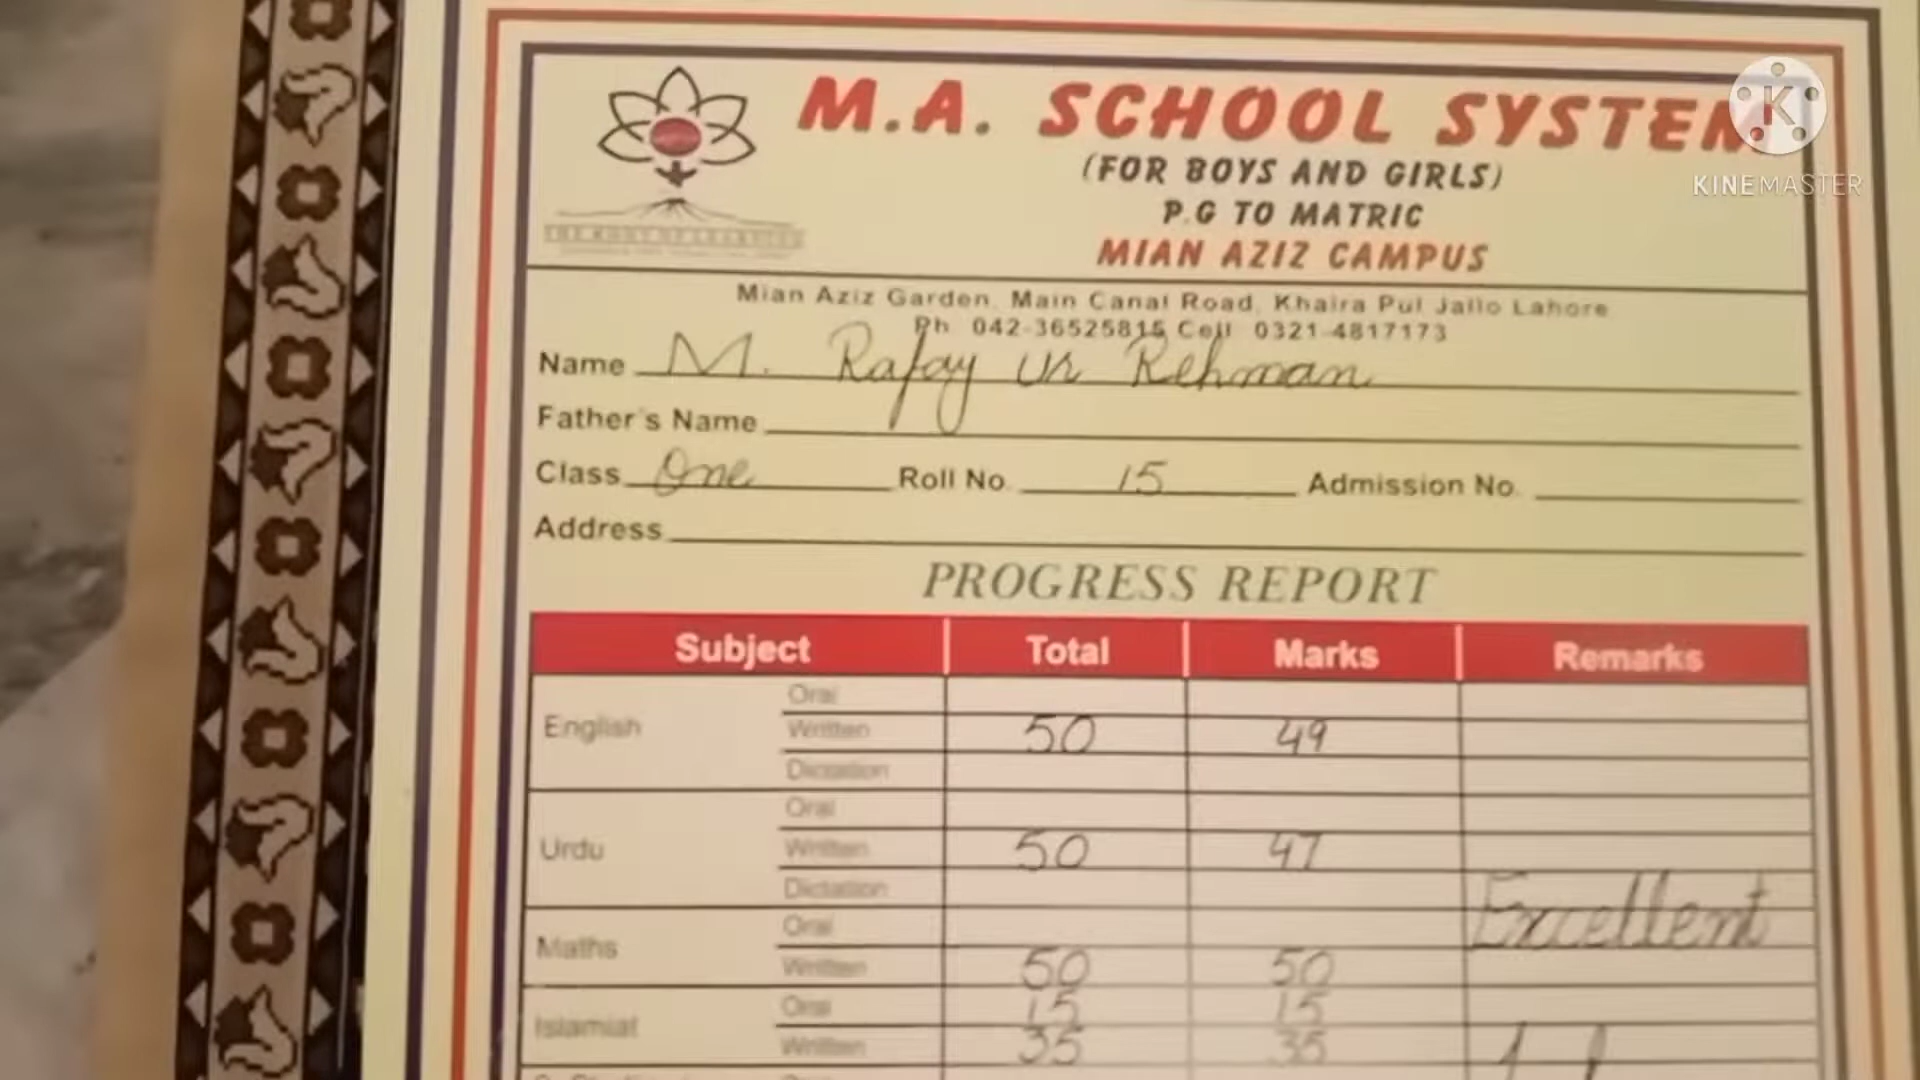 M.A. SCHOOL SYSTEM
(FOR BOYS AND GIRLS)
P.G TO MATRIC
MIAN AZIZ CAMPUS
KINEMASTER
Mian Aziz Garden, Main Canal Road, Khaira Pul Jallo Lahore
Ph 042-36525815 Cell 0321-4817173
Name M. Rafay ur Rehman
Father's Name
Class One Roll No. 15 Admission No.
Address
PROGRESS REPORT
Subject Total Marks Remarks
English Oral
Written 50 49
Dictation
Urdu Oral
Written 50 47
Dictation
Excellent
Maths Oral
Written 50 50
Islamiat Oral 15 15
Written 35 35
Oral